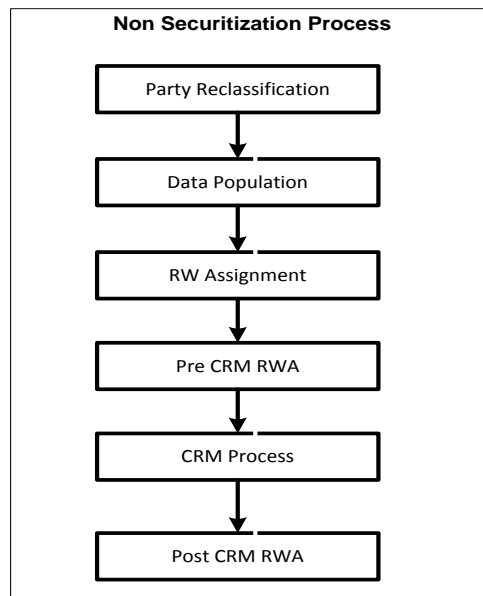 Non Securitization Process
Party Reclassification
Data Population
RW Assignment
Pre CRM RWA
CRM Process
Post CRM RWA